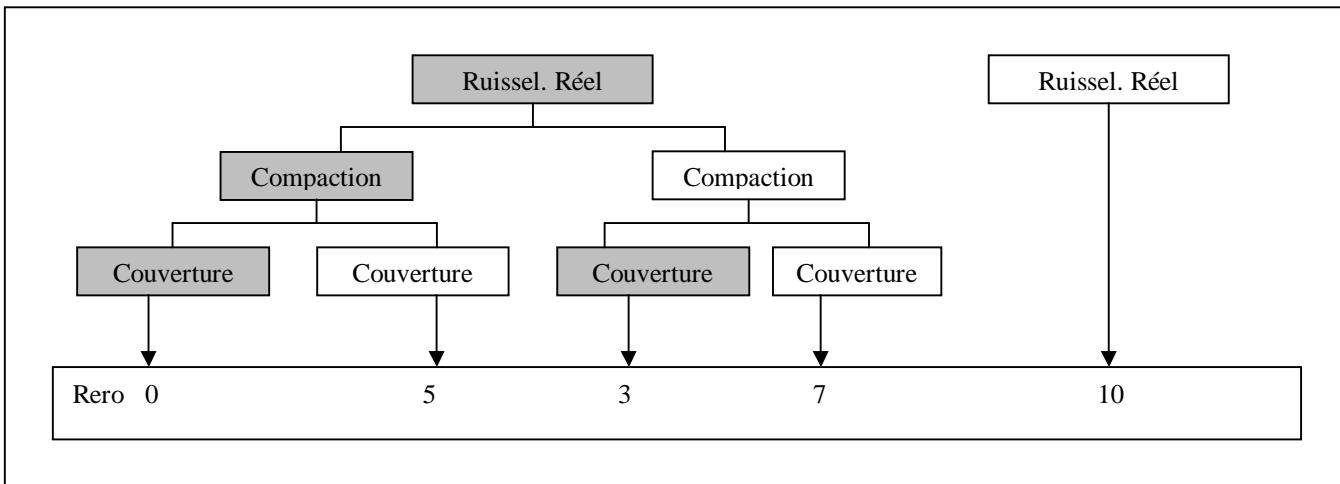 Ruissel. Réel Ruissel. Réel
Compaction Compaction
Couverture Couverture Couverture Couverture
Rero 0 5 3 7 10